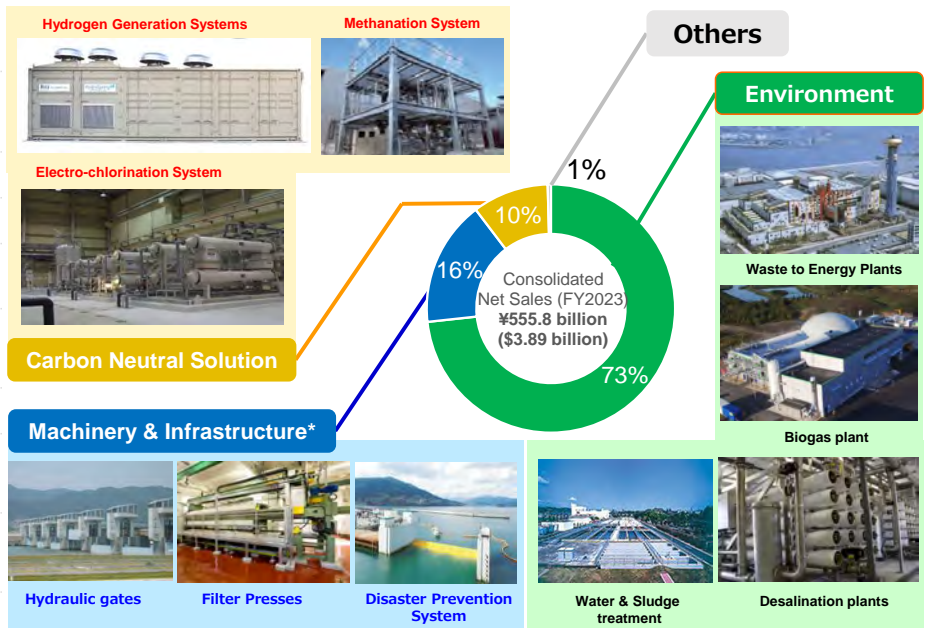 Hydrogen Generation Systems
Methanation System
Others
Environment
Electro-chlorination System
1%
10%
16%
73%
Consolidated
Net Sales (FY2023)
¥555.8 billion
($3.89 billion)
Waste to Energy Plants
Carbon Neutral Solution
Machinery & Infrastructure*
Biogas plant
Hydraulic gates
Filter Presses
Disaster Prevention
System
Water & Sludge
treatment
Desalination plants